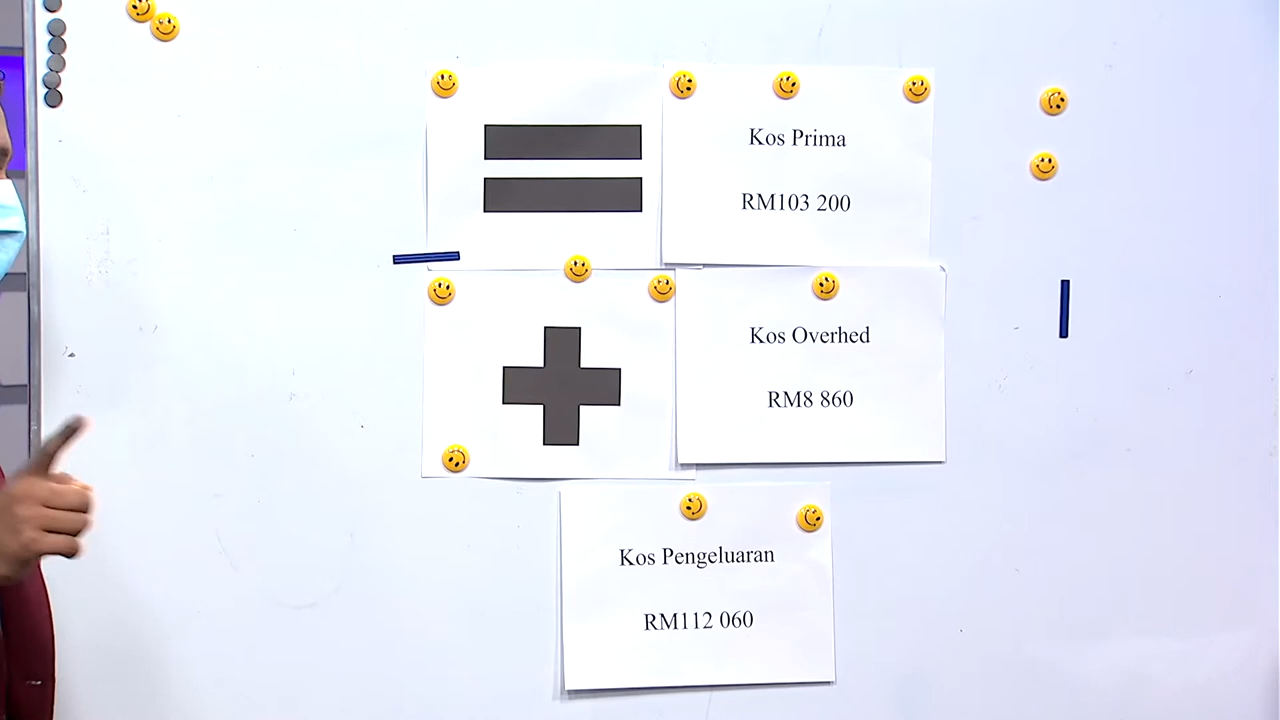 Kos Prima
RM103 200
Kos Overhed
RM8 860
Kos Pengeluaran
RM112 060